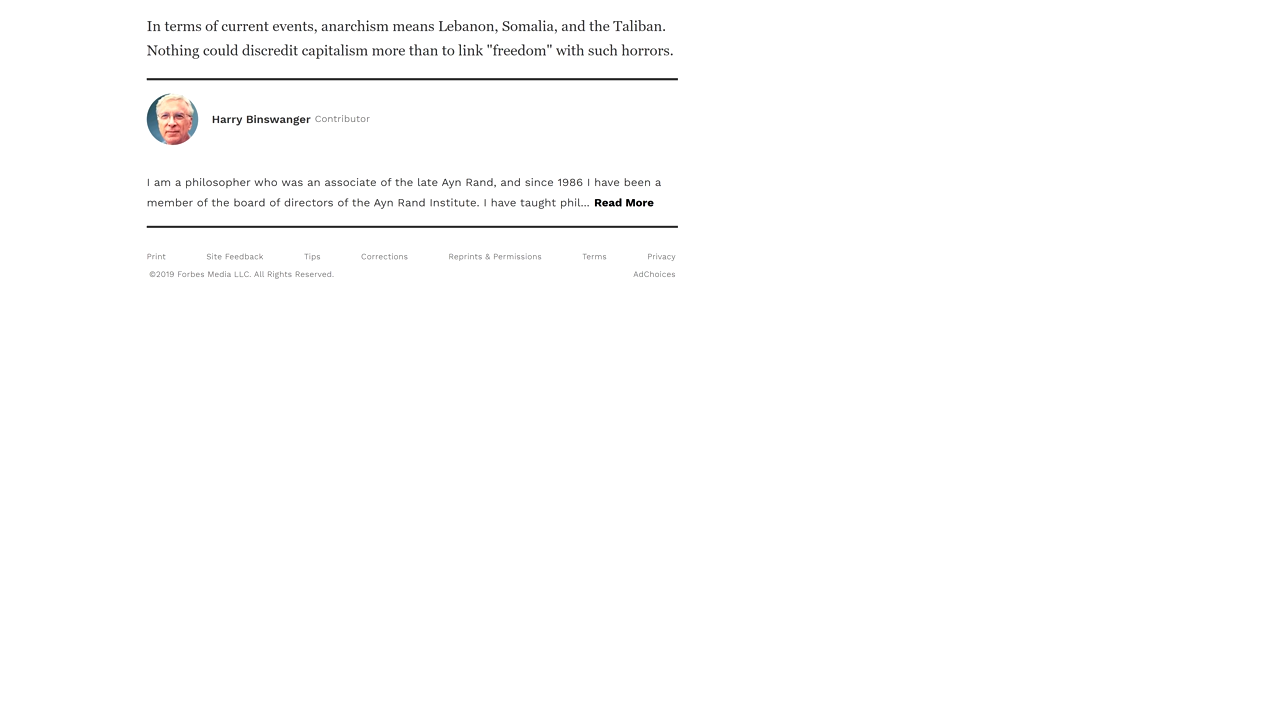 In terms of current events, anarchism means Lebanon, Somalia, and the Taliban.
Nothing could discredit capitalism more than to link "freedom" with such horrors.
Harry Binswanger Contributor
I am a philosopher who was an associate of the late Ayn Rand, and since 1986 I have been a
member of the board of directors of the Ayn Rand Institute. I have taught phil... Read More
Print Site Feedback Tips Corrections Reprints & Permissions Terms Privacy
©2019 Forbes Media LLC. All Rights Reserved. AdChoices